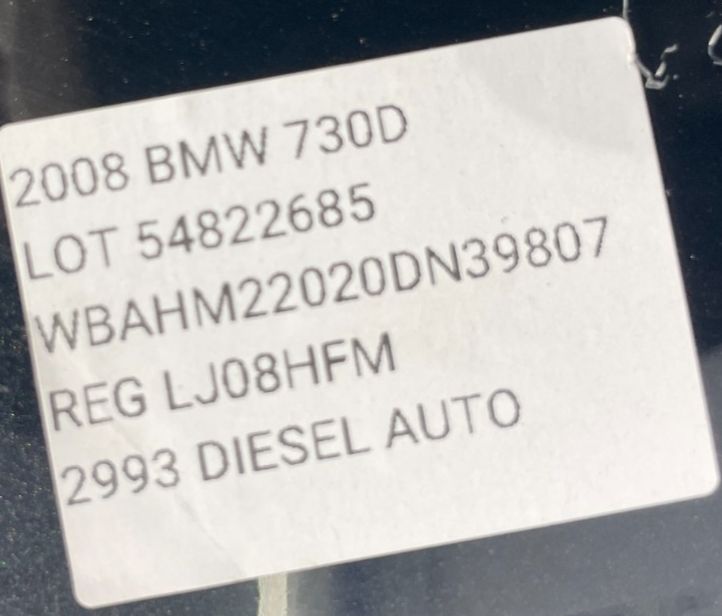 2008 BMW 730D
LOT 54822685
WBAHM22020DN39807
REG LJ08HFM
2993 DIESEL AUTO